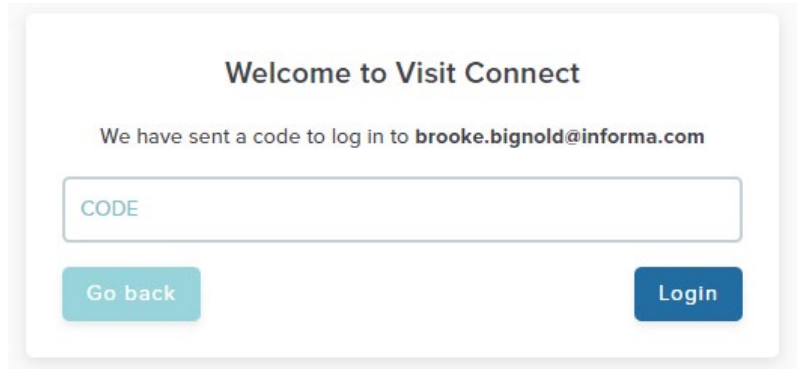 Welcome to Visit Connect
We have sent a code to log in to brooke.bignold@informa.com
CODE
Go back
Login